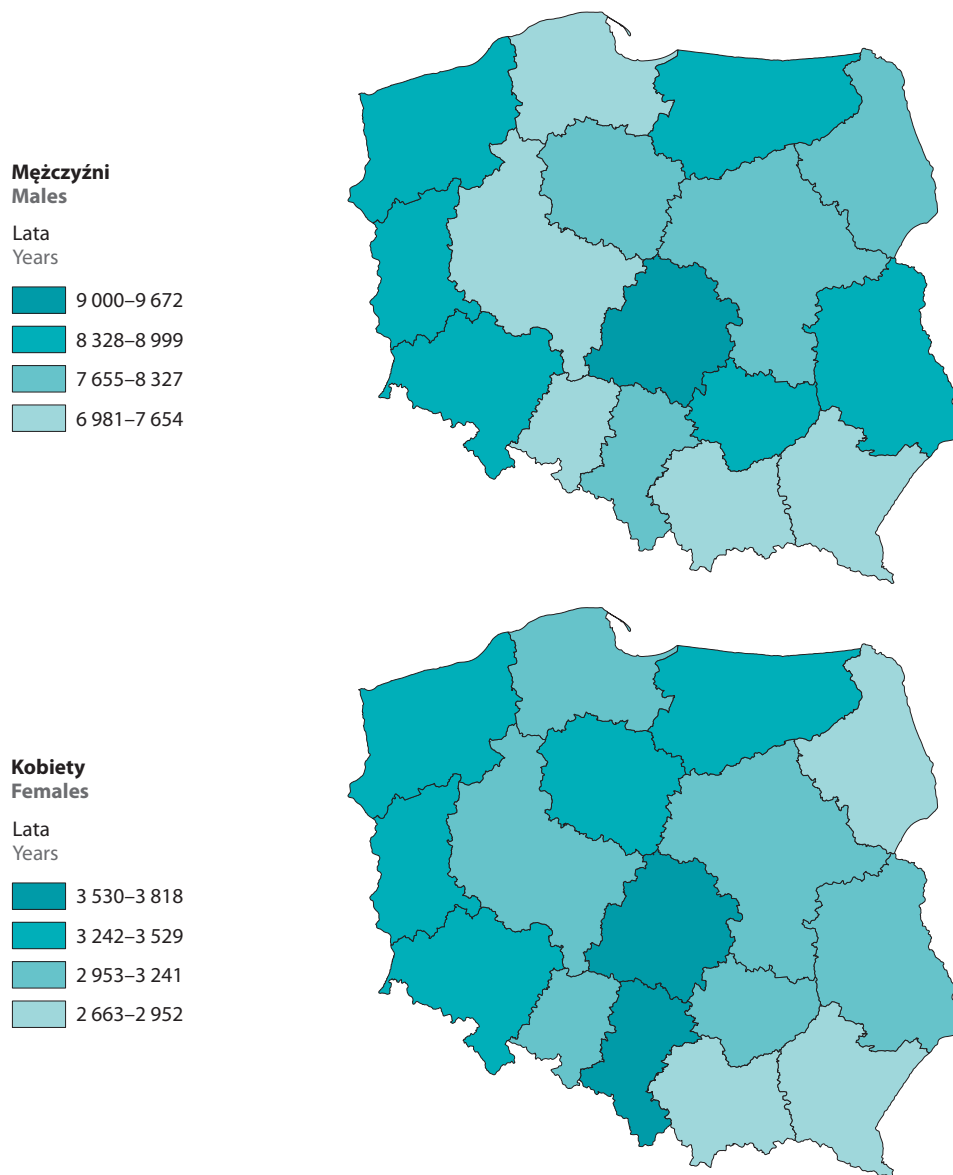 Mężczyźni
Males
Lata
Years
9 000–9 672
8 328–8 999
7 655–8 327
6 981–7 654
Kobiety
Females
Lata
Years
3 530–3 818
3 242–3 529
2 953–3 241
2 663–2 952